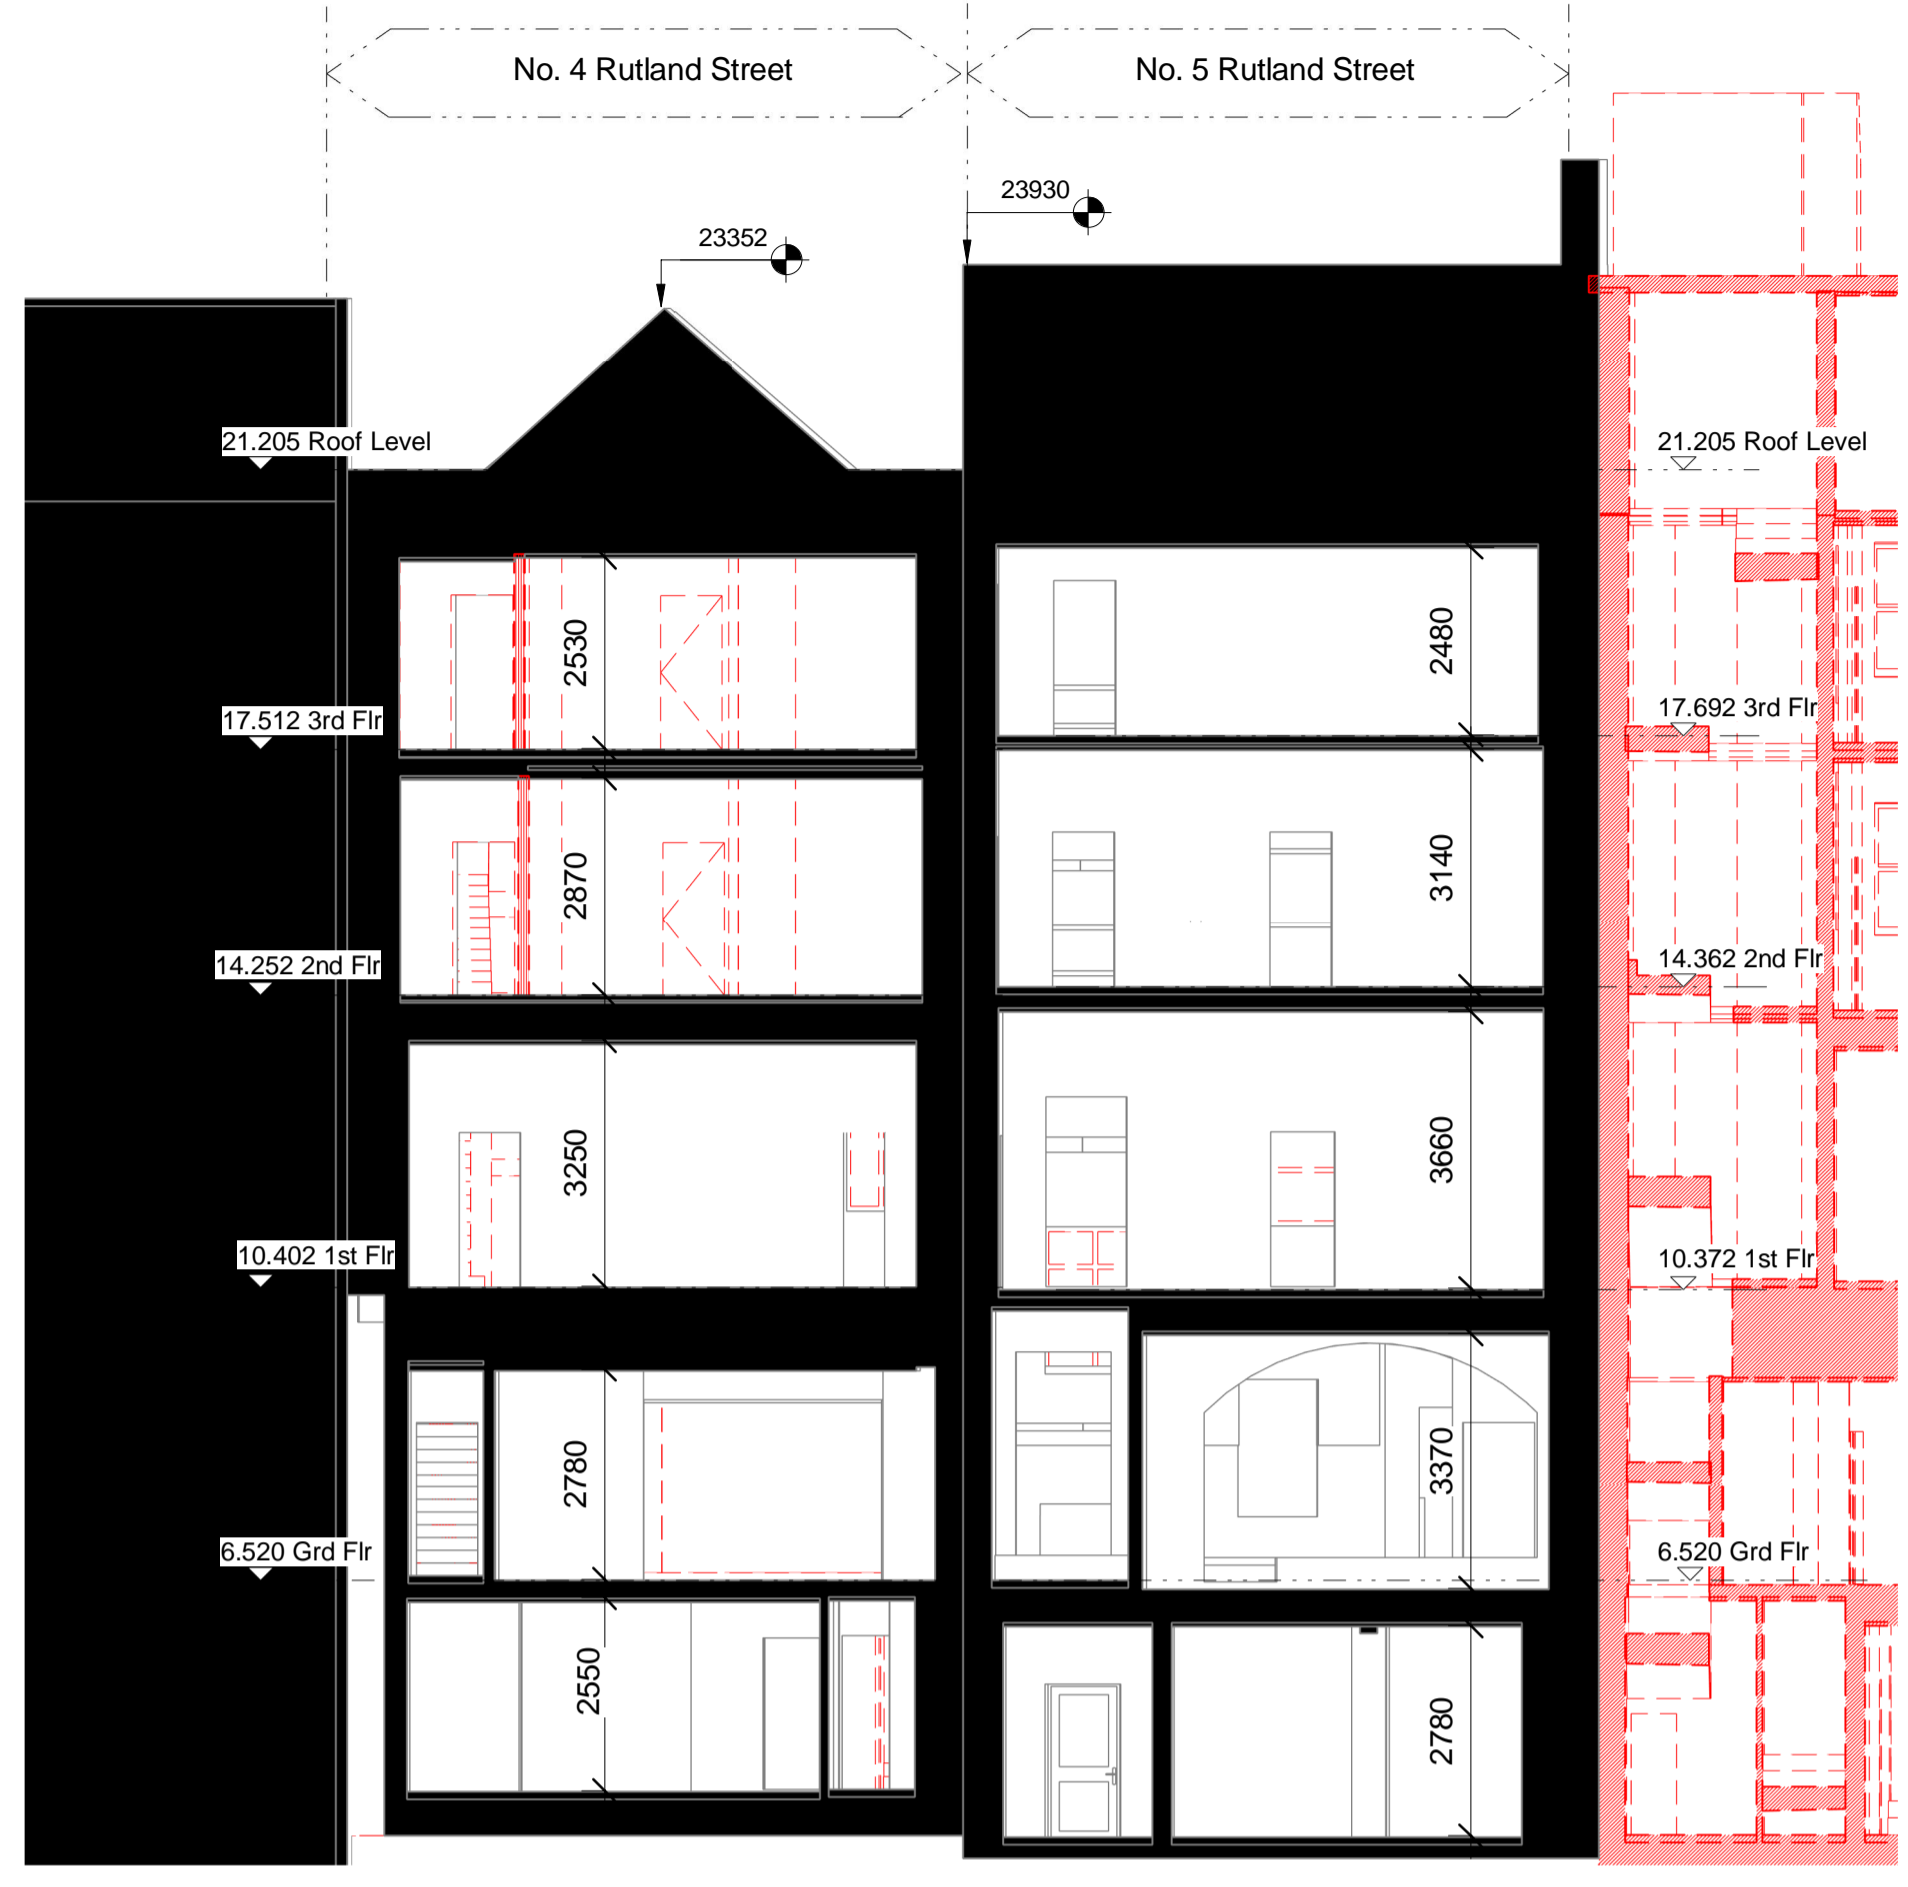 No. 4 Rutland Street
No. 5 Rutland Street
23930
23352
21.205 Roof Level
21.205 Roof Level
2530
2480
17.512 3rd Flr
17.692 3rd Flr
2870
3140
14.252 2nd Flr
14.362 2nd Flr
3250
3660
10.402 1st Flr
10.372 1st Flr
2780
3370
6.520 Grd Flr
6.520 Grd Flr
2550
2780